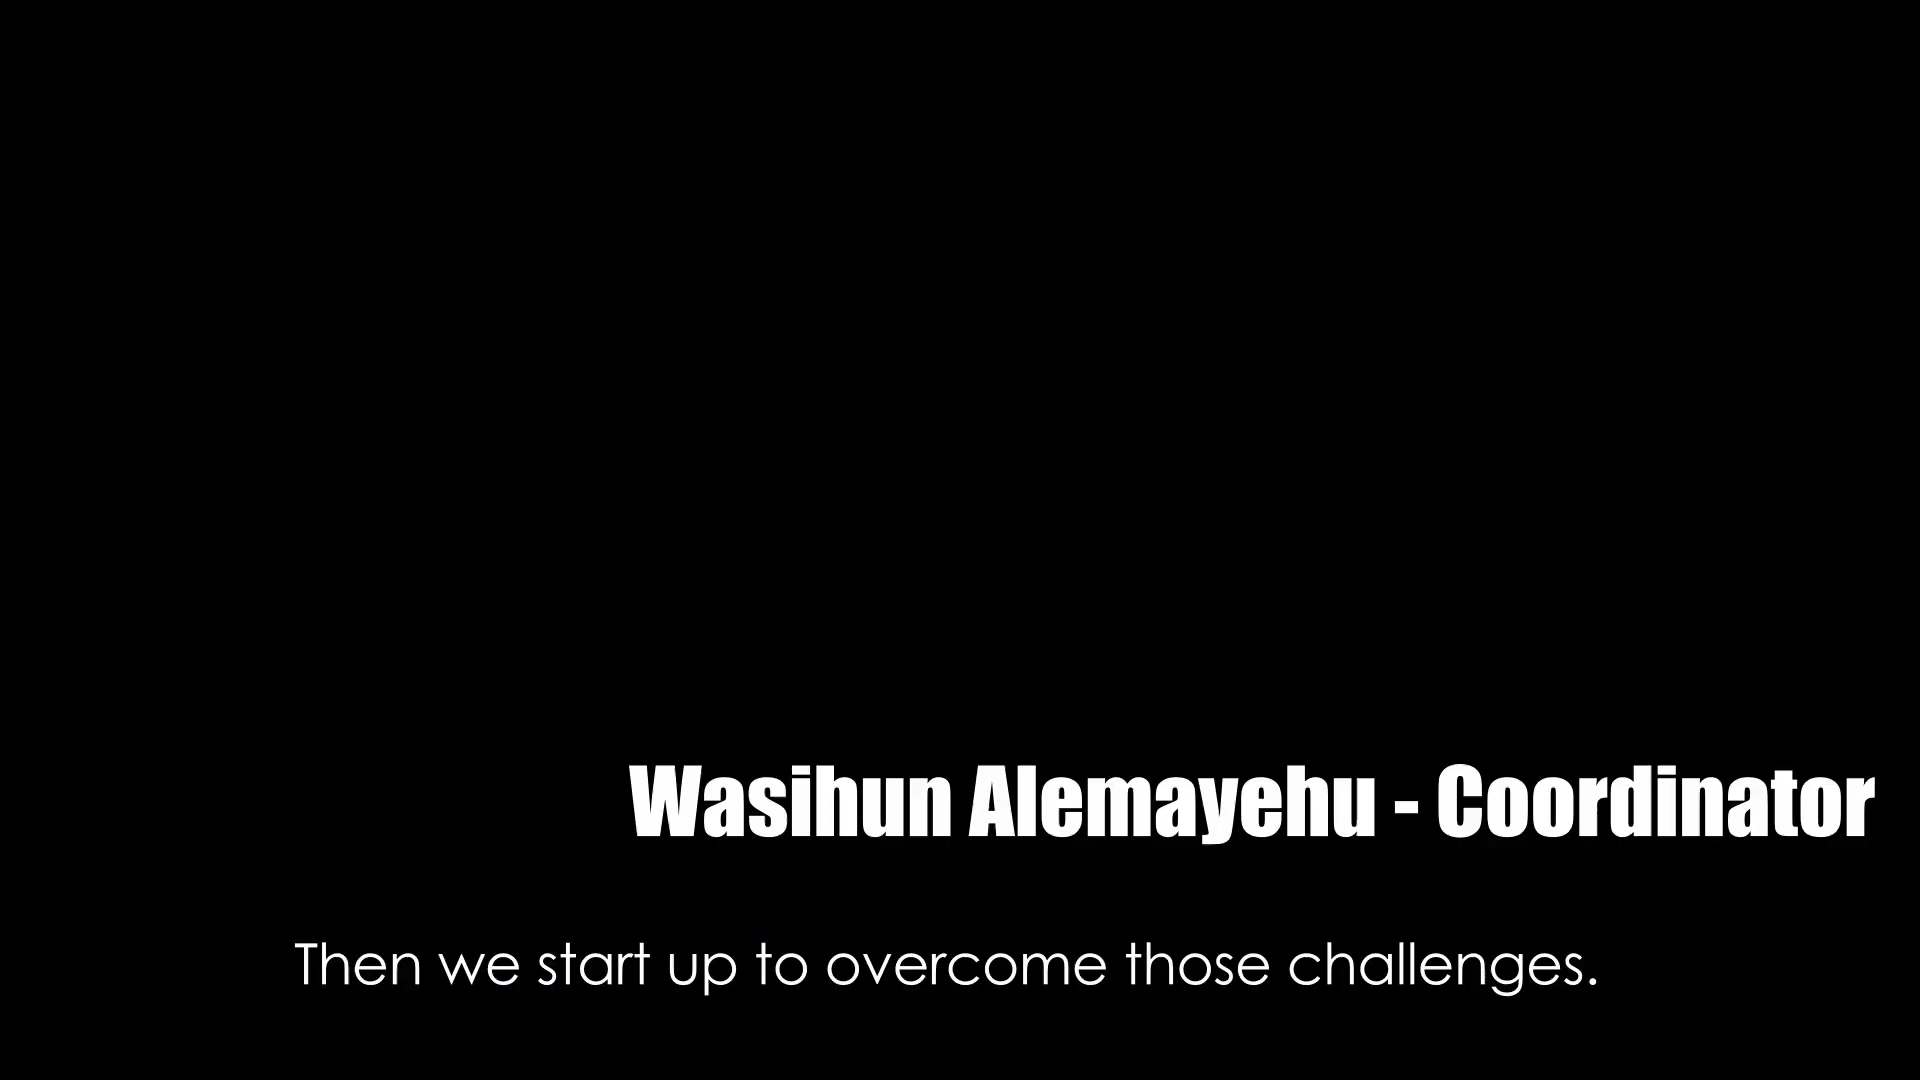 Wasihun Alemayehu - Coordinator
Then we start up to overcome those challenges.